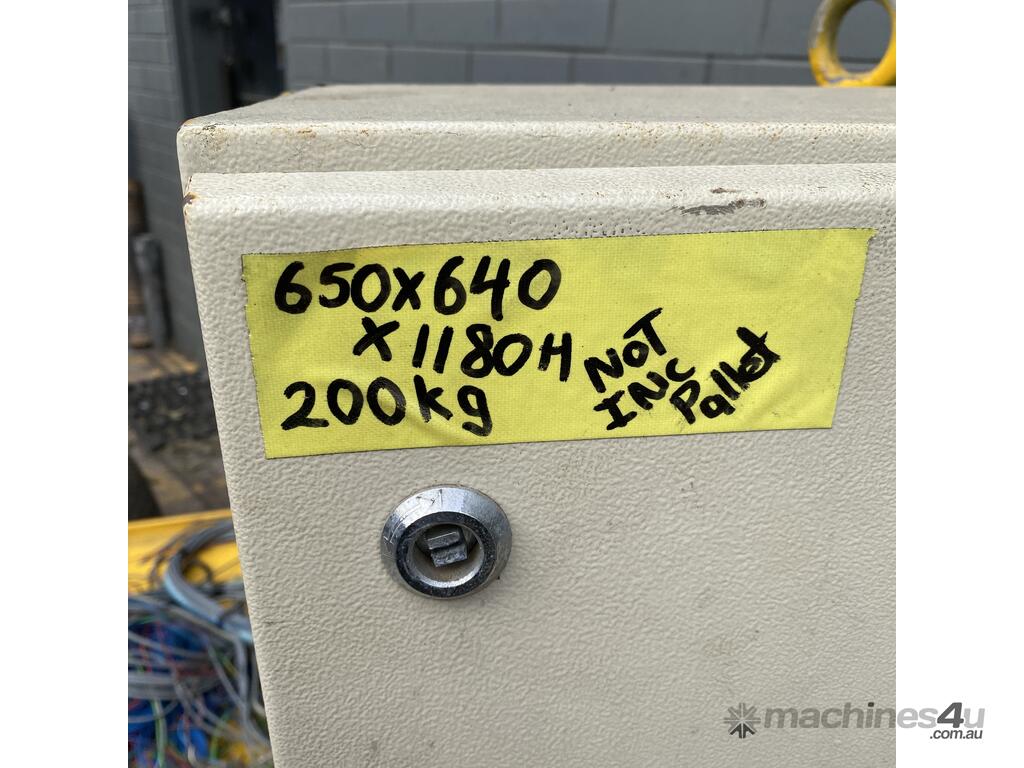 650x640
x1180H
200kg
NOT
INC
Pallet
machines4u
.com.au